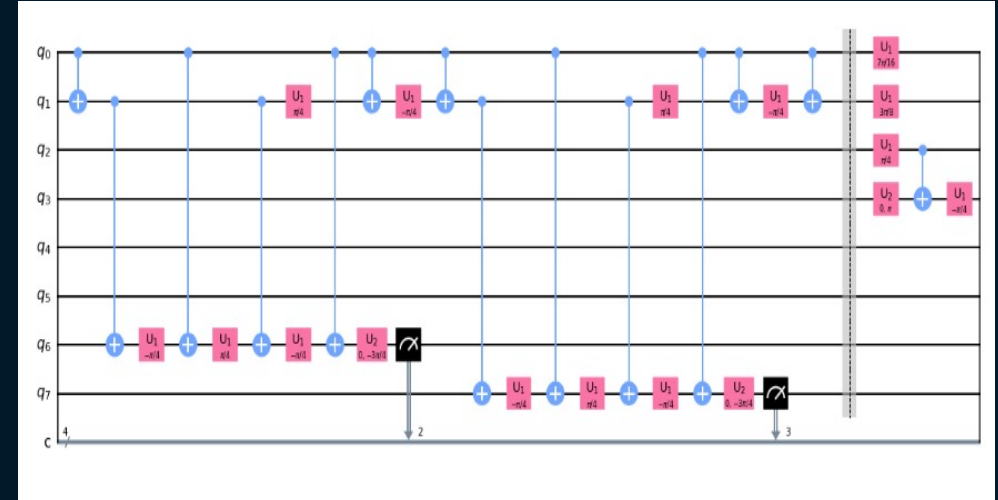 q0 U1 7π/16
q1 U1 π/4 U1 −π/4 U1 π/4 U1 −π/4 U1 3π/8
q2 U1 π/4
q3 U2 0, π U1 −π/4
q4
q5
q6 U1 −π/4 U1 π/4 U1 −π/4 U2 0, −3π/4
q7 U1 −π/4 U1 π/4 U1 −π/4 U2 0, −3π/4
c 4 2 3